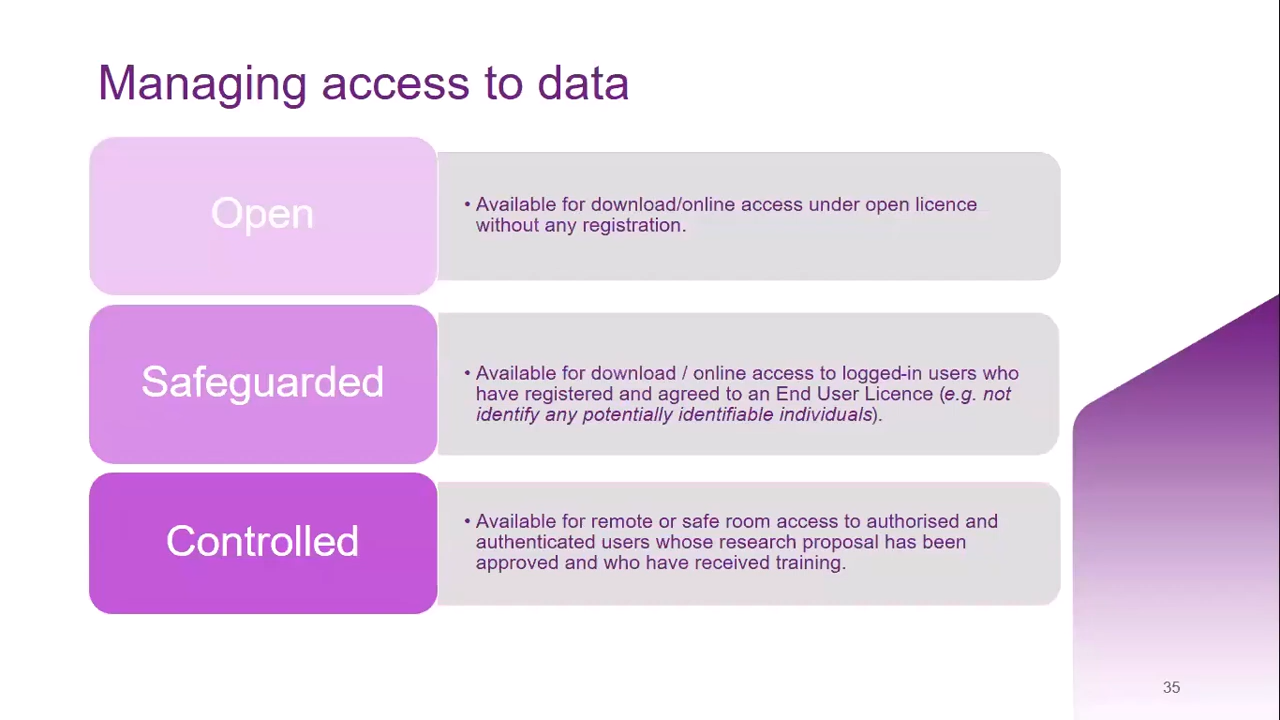 Managing access to data
Open
• Available for download/online access under open licence
without any registration.
Safeguarded
• Available for download / online access to logged-in users who
have registered and agreed to an End User Licence (e.g. not
identify any potentially identifiable individuals).
Controlled
• Available for remote or safe room access to authorised and
authenticated users whose research proposal has been
approved and who have received training.
35